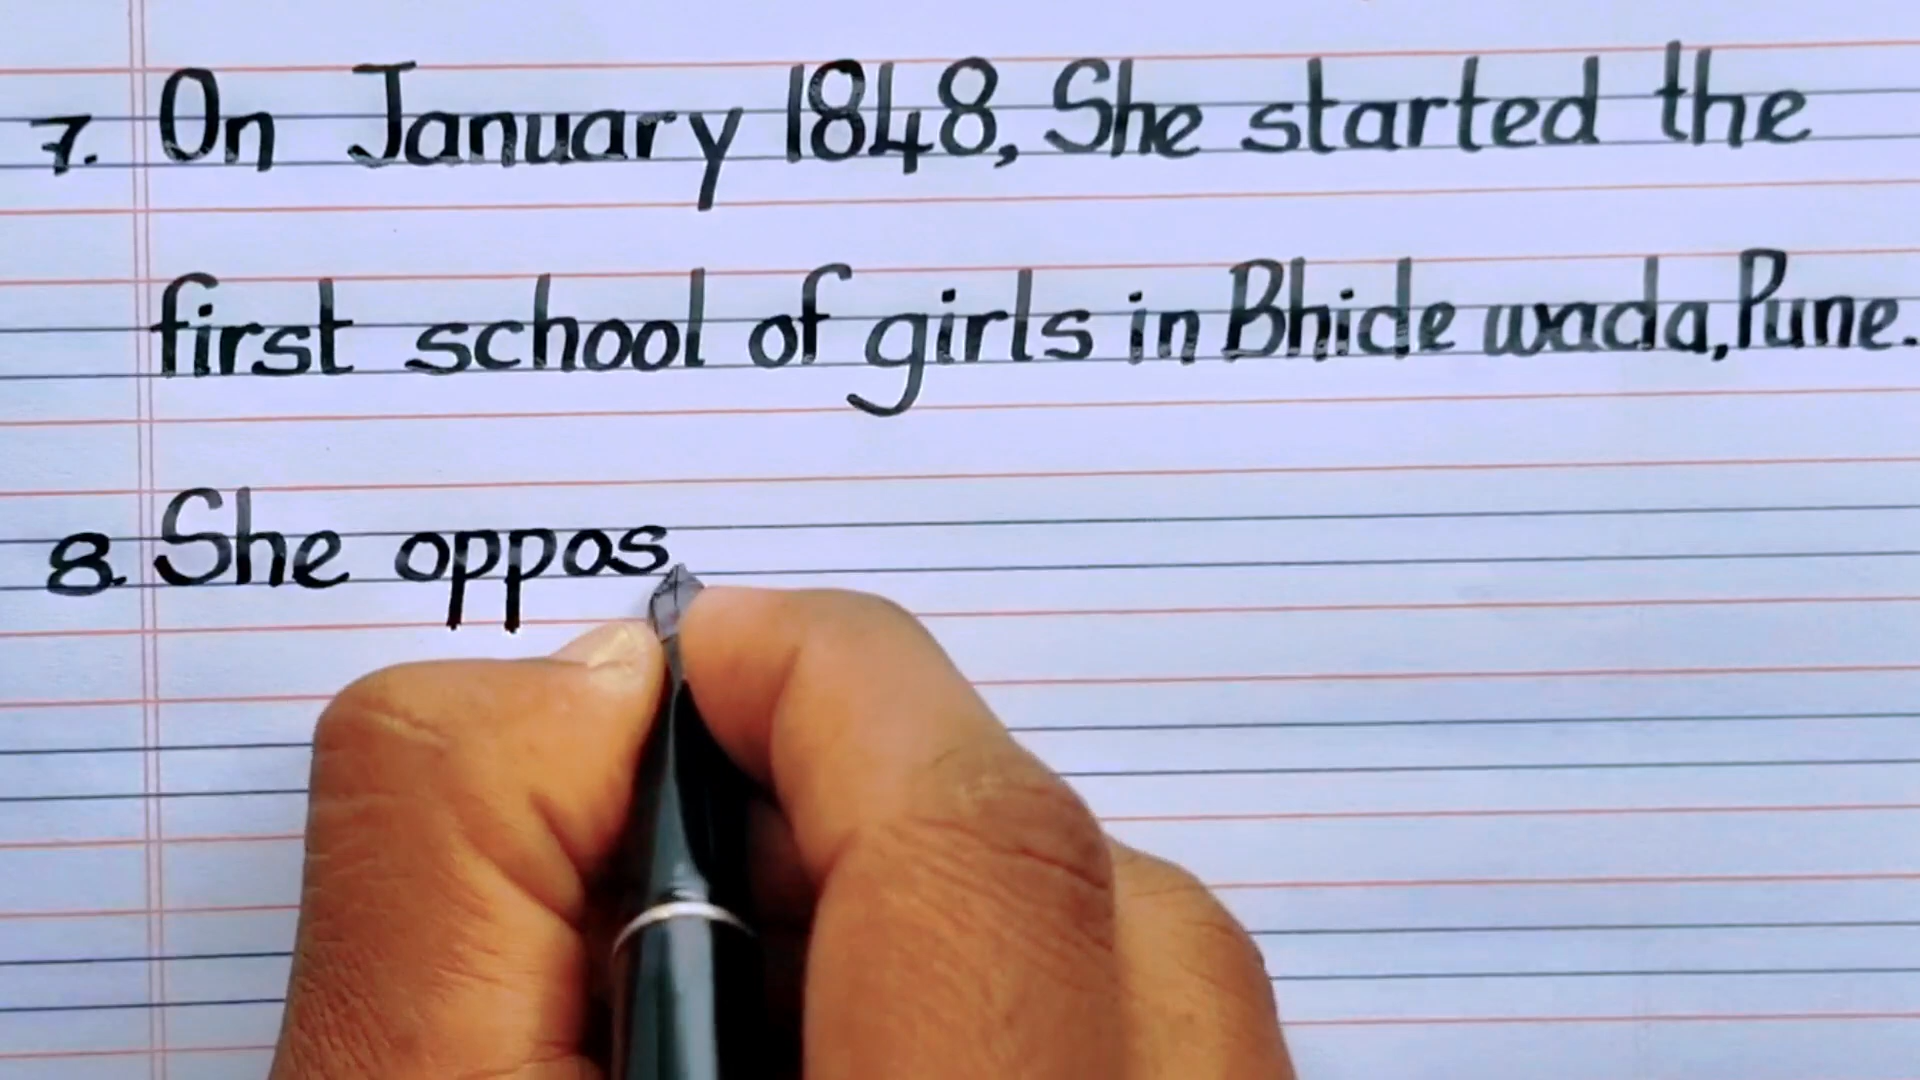 7. On January 1848, She started the
first school of girls in Bhide wada, Pune.
8. She oppos